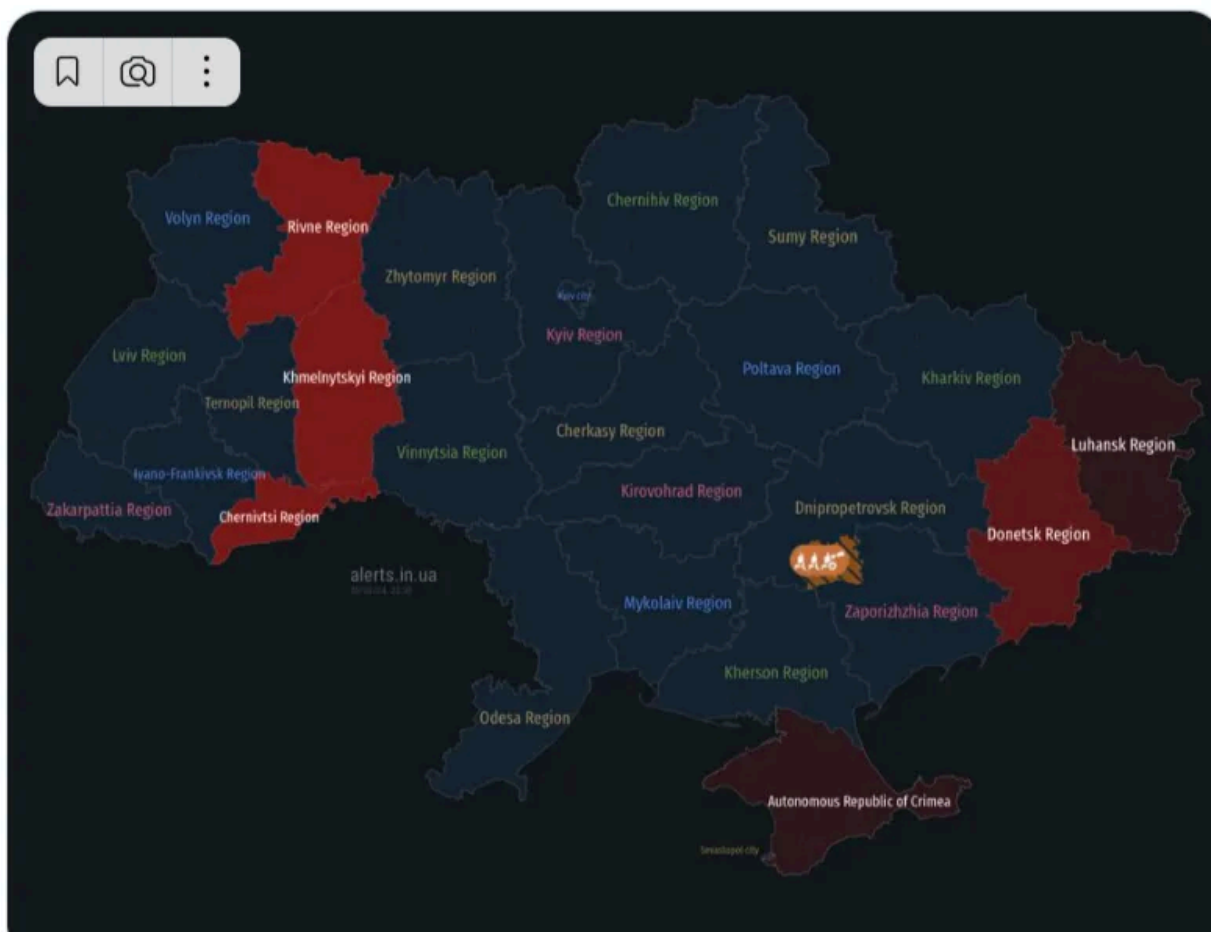 Chernihiv Region
Volyn Region
Rivne Region
Sumy Region
Zhytomyr Region
Kyiv city
Kyiv Region
Lviv Region
Poltava Region
Khmelnytskyi Region
Kharkiv Region
Ternopil Region
Cherkasy Region
Luhansk Region
Vinnytsia Region
Ivano-Frankivsk Region
Kirovohrad Region
Zakarpattia Region
Dnipropetrovsk Region
Chernivtsi Region
Donetsk Region
alerts.in.ua
Mykolaiv Region
Zaporizhzhia Region
Kherson Region
Odesa Region
Autonomous Republic of Crimea
Sevastopol city